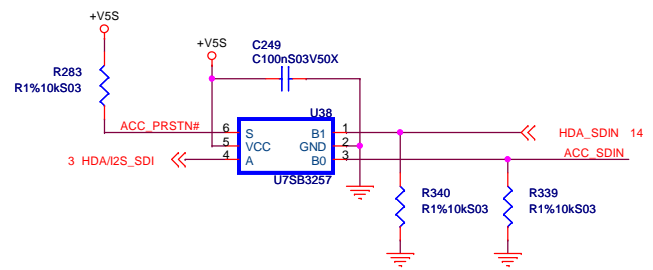 +V5S
+V5S
C249
C100nS03V50X
R283
R1%10kS03
U38
ACC_PRSTN#
6 S B1 1
HDA_SDIN 14
5 VCC GND 2
3 HDA/I2S_SDI
4 A B0 3
ACC_SDIN
U7SB3257
R340
R1%10kS03
R339
R1%10kS03